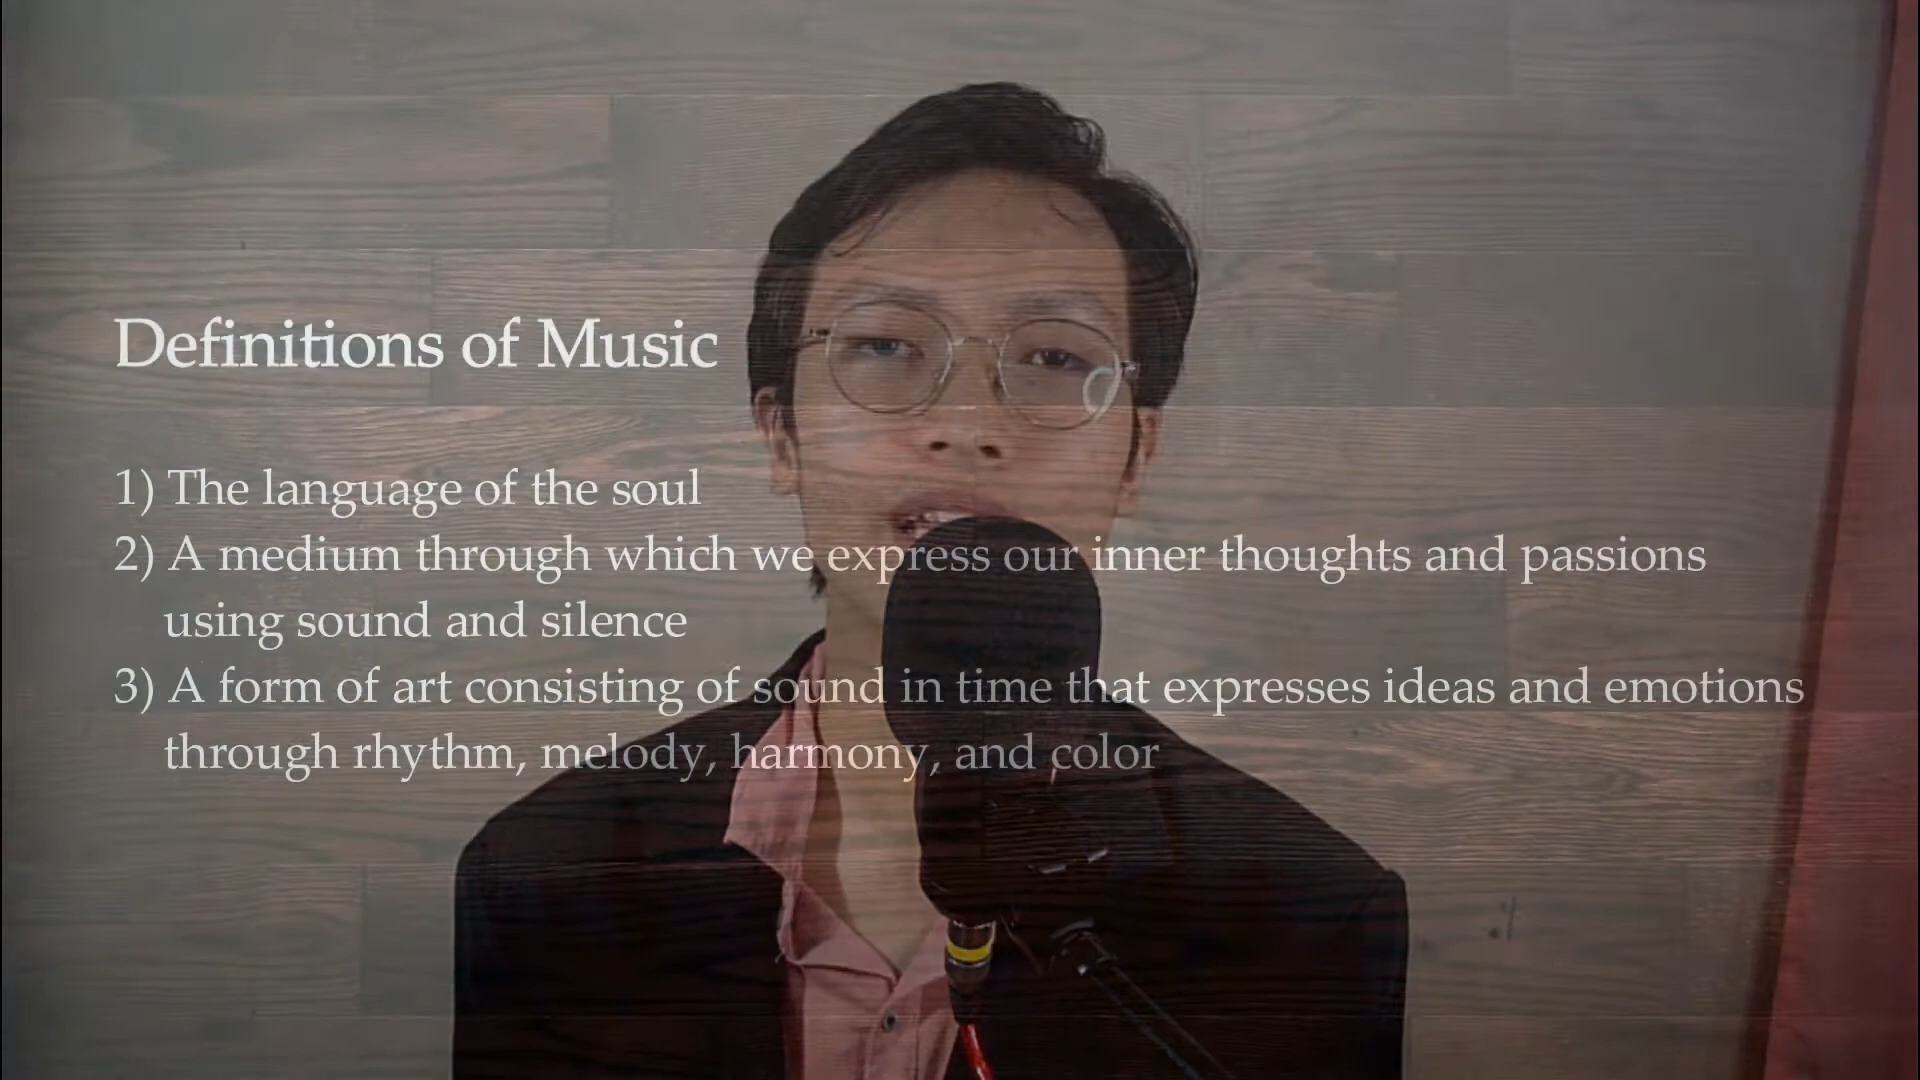 Definitions of Music
1) The language of the soul
2) A medium through which we express our inner thoughts and passions
using sound and silence
3) A form of art consisting of sound in time that expresses ideas and emotions
through rhythm, melody, harmony, and color